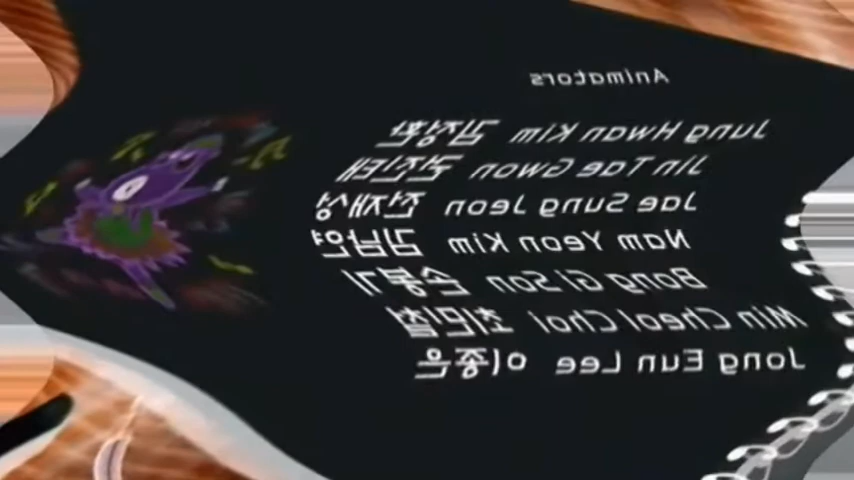 Animators
Jung Hwan Kim 김정환
Jin Tae Gwon 권진태
Jae Sung Jeon 전재성
Nam Yeon Kim 김남연
Bong Gi Son 손봉기
Min Cheol Choi 최민철
Jong Eun Lee 이종은